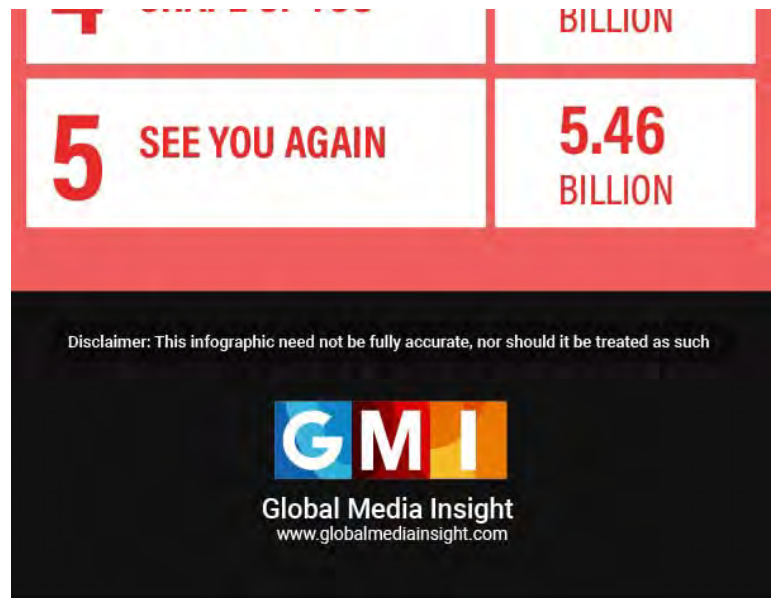 BILLION
5 SEE YOU AGAIN
5.46
BILLION
Disclaimer: This infographic need not be fully accurate, nor should it be treated as such
GMI
Global Media Insight
www.globalmediainsight.com